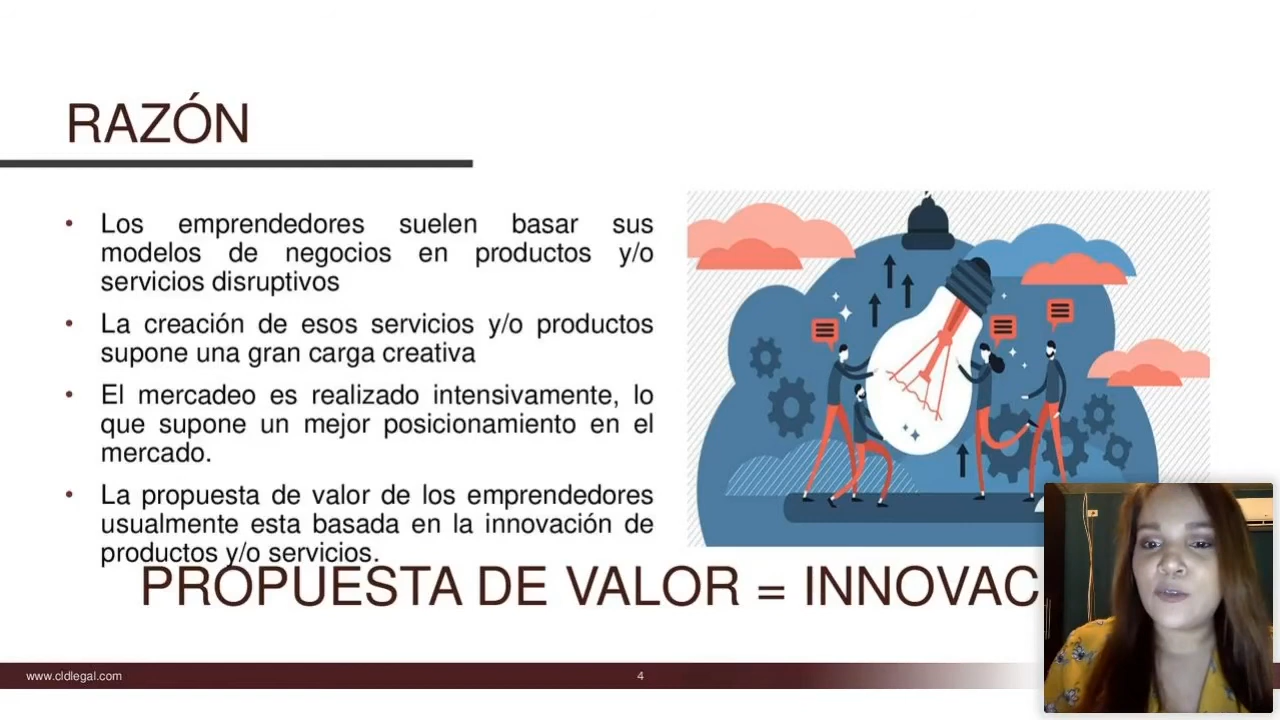 RAZÓN
• Los emprendedores suelen basar sus
modelos de negocios en productos y/o
servicios disruptivos
• La creación de esos servicios y/o productos
supone una gran carga creativa
• El mercadeo es realizado intensivamente, lo
que supone un mejor posicionamiento en el
mercado.
• La propuesta de valor de los emprendedores
usualmente esta basada en la innovación de
productos y/o servicios.
PROPUESTA DE VALOR = INNOVAC
www.cldlegal.com
4